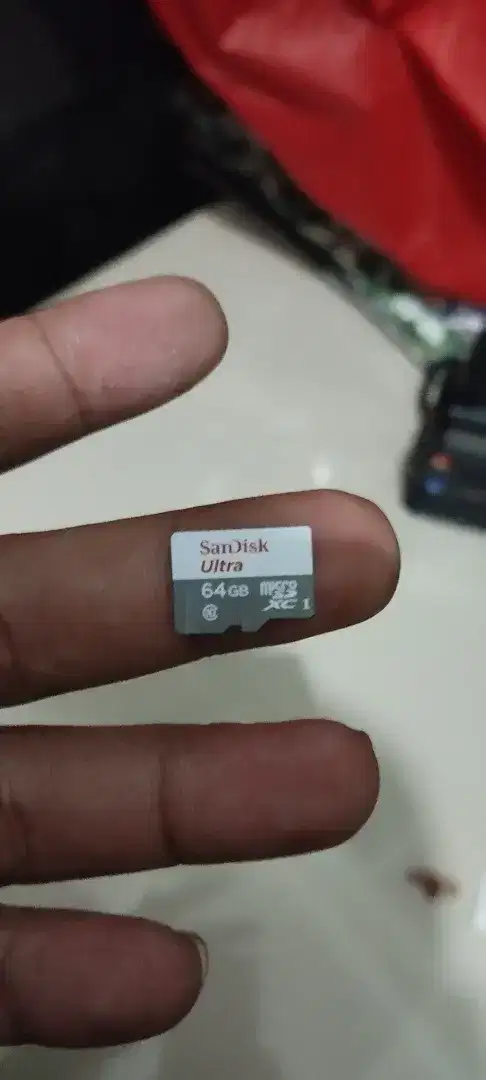 SanDisk
Ultra
64GB micro
SD
XC I
10